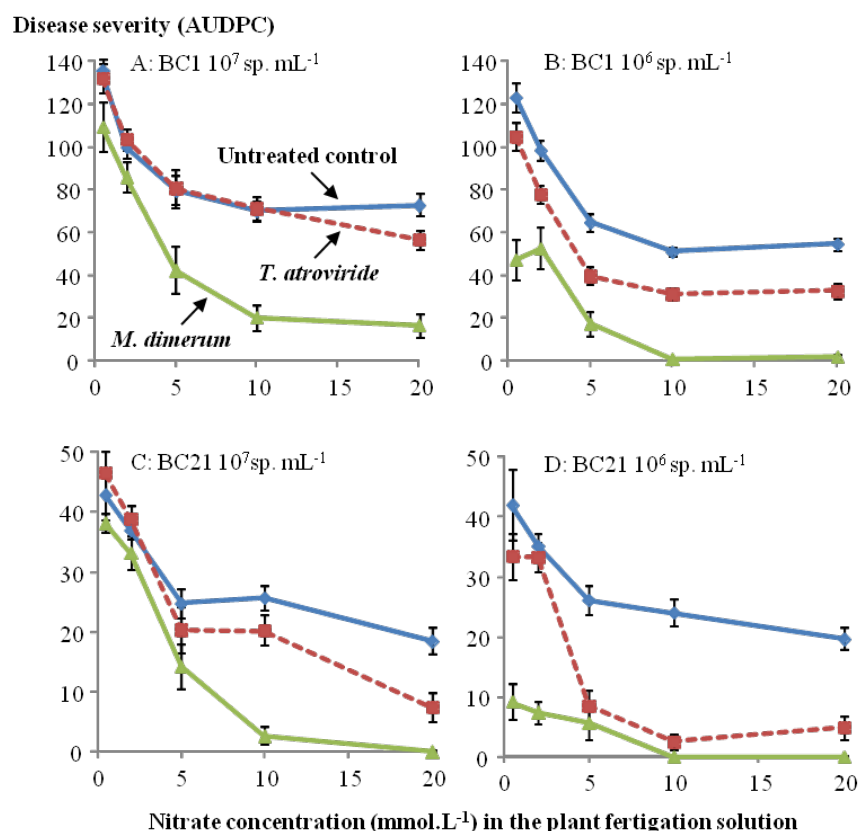 Disease severity (AUDPC)
A: BC1 10⁷ sp. mL⁻¹
140
120
100
80
60
40
20
0
Untreated control
T. atroviride
M. dimerum
0 5 10 15 20
B: BC1 10⁶ sp. mL⁻¹
140
120
100
80
60
40
20
0
0 5 10 15 20
C: BC21 10⁷sp. mL⁻¹
50
40
30
20
10
0
0 5 10 15 20
D: BC21 10⁶ sp. mL⁻¹
50
40
30
20
10
0
0 5 10 15 20
Nitrate concentration (mmol.L⁻¹) in the plant fertigation solution